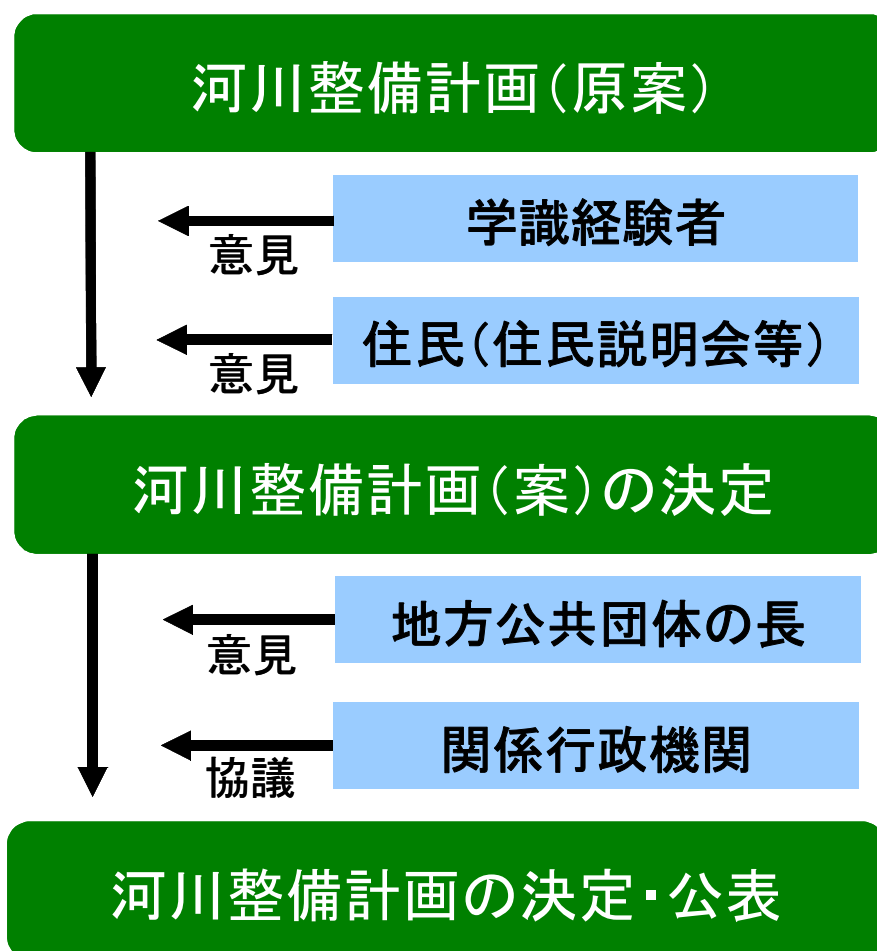 河川整備計画（原案）
学識経験者
意見
住民（住民説明会等）
意見
河川整備計画（案）の決定
地方公共団体の長
意見
関係行政機関
協議
河川整備計画の決定・公表